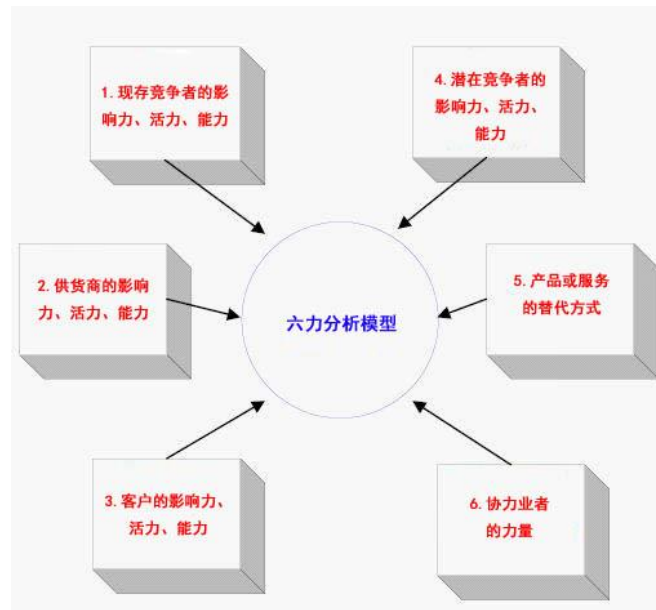 1.现存竞争者的影
响力、活力、能力
4.潜在竞争者的
影响力、活力、
能力
2.供货商的影响
力、活力、能力
六力分析模型
5.产品或服务
的替代方式
3.客户的影响力、
活力、能力
6.协力业者
的力量